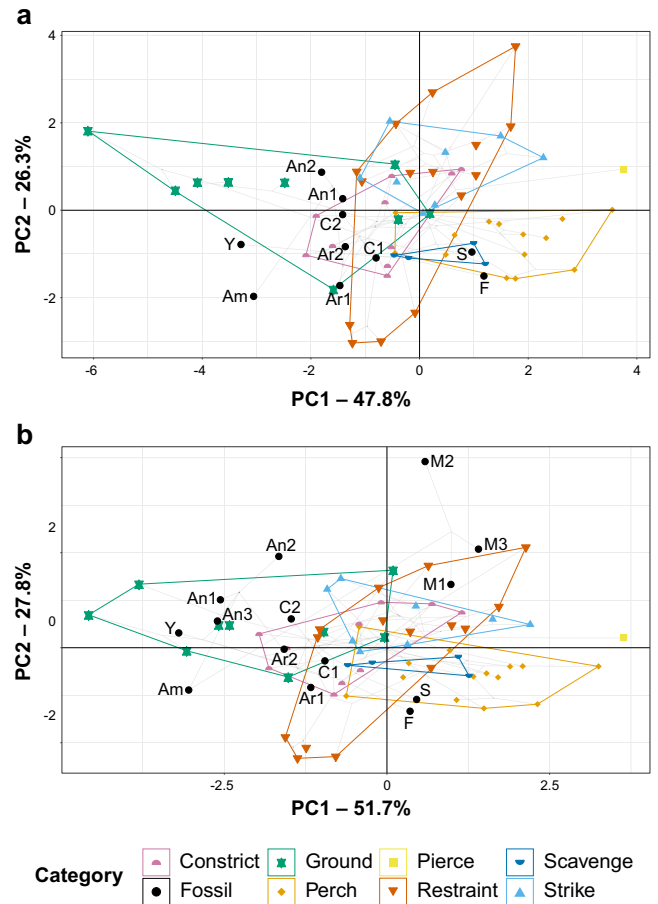 a
4
2
0
-2
PC2 – 26.3%
An2
An1
C2
Y
Ar2
C1
S
Am
Ar1
F
-6
-4
-2
0
2
4
PC1 – 47.8%
b
2
0
-2
PC2 – 27.8%
M2
M3
An2
M1
An1
An3
C2
Y
Ar2
C1
Am
Ar1
S
F
-2.5
0
2.5
PC1 – 51.7%
Category
Constrict
Ground
Pierce
Scavenge
Fossil
Perch
Restraint
Strike